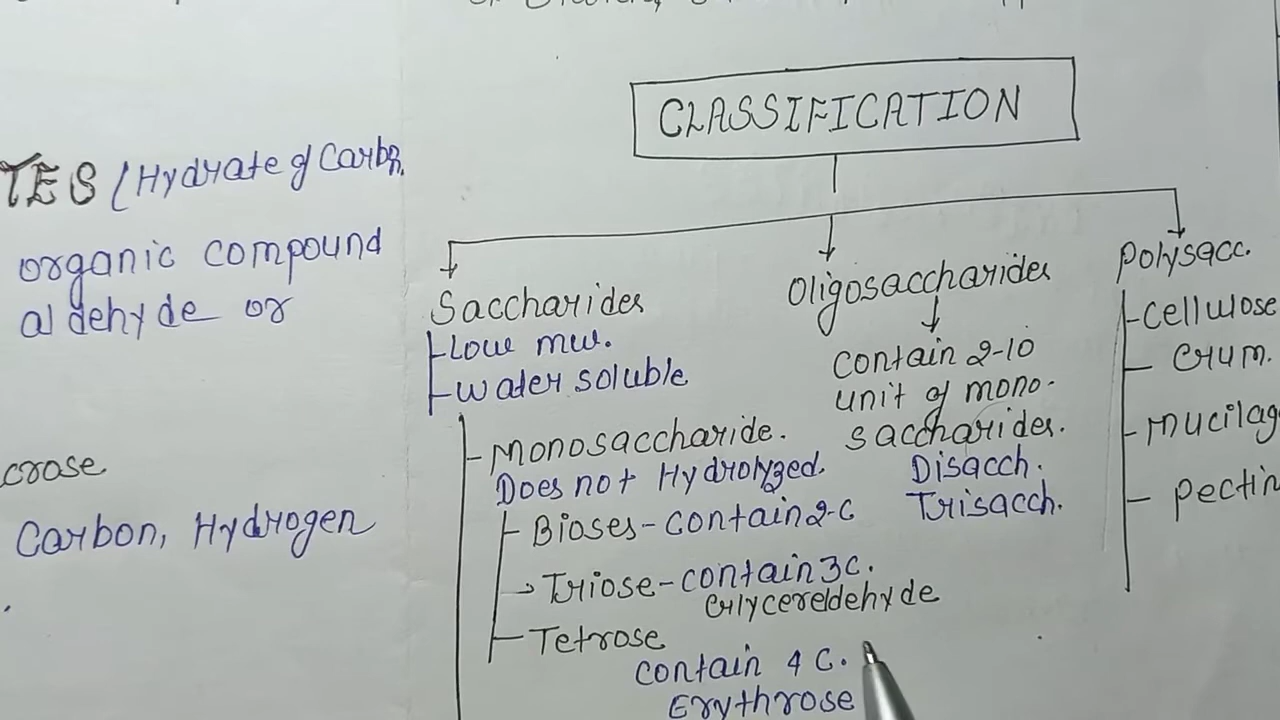 CLASSIFICATION
TES (Hydrate of Carbn.
organic compound
aldehyde or
crose
Carbon, Hydrogen
Saccharides
Low mw.
Water soluble
Monosaccharide.
Does not Hydrolyzed.
Bioses - contain 2-C
Triose - contain 3C.
Glycereldehyde
Tetrose
contain 4 C.
Erythrose
Oligosaccharides
Contain 2-10
unit of mono-
saccharides.
Disacch.
Trisacch.
Polysacc.
Cellulose
Gum.
Mucilag
Pectin